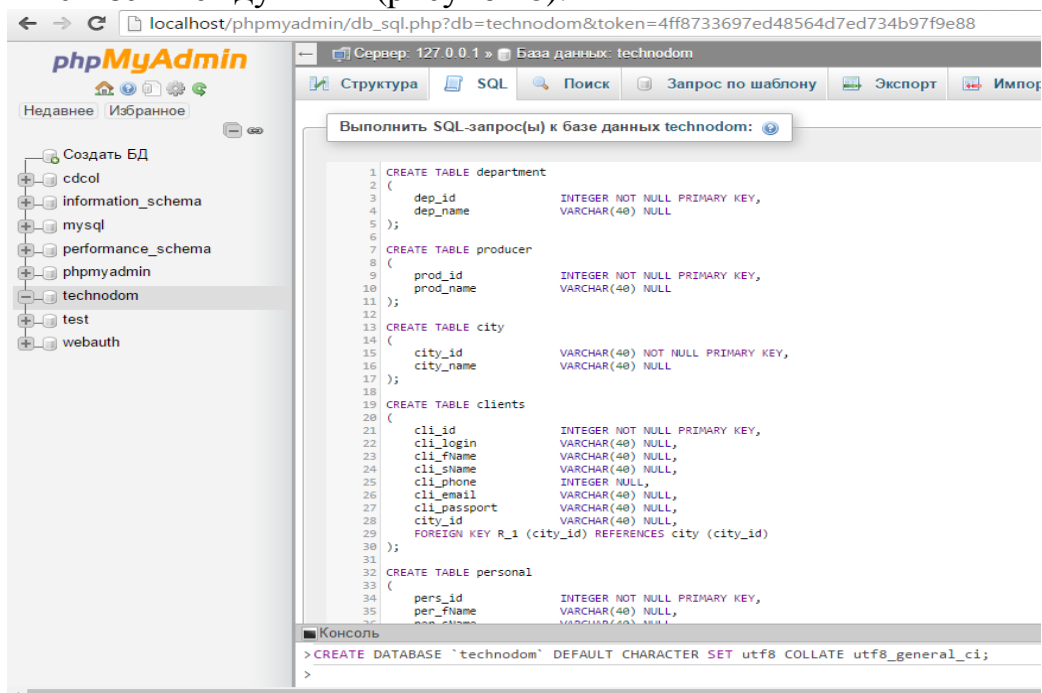 localhost/phpmyadmin/db_sql.php?db=technodom&token=4ff8733697ed48564d7ed734b97f9e88
phpMyAdmin
Недавнее Избранное
Создать БД
cdcol
information_schema
mysql
performance_schema
phpmyadmin
technodom
test
webauth
Сервер: 127.0.0.1 » База данных: technodom
Структура SQL Поиск Запрос по шаблону Экспорт Импор
Выполнить SQL-запрос(ы) к базе данных technodom:
1 CREATE TABLE department
2 (
3 dep_id INTEGER NOT NULL PRIMARY KEY,
4 dep_name VARCHAR(40) NULL
5 );
6
7 CREATE TABLE producer
8 (
9 prod_id INTEGER NOT NULL PRIMARY KEY,
10 prod_name VARCHAR(40) NULL
11 );
12
13 CREATE TABLE city
14 (
15 city_id VARCHAR(40) NOT NULL PRIMARY KEY,
16 city_name VARCHAR(40) NULL
17 );
18
19 CREATE TABLE clients
20 (
21 cli_id INTEGER NOT NULL PRIMARY KEY,
22 cli_login VARCHAR(40) NULL,
23 cli_fName VARCHAR(40) NULL,
24 cli_sName VARCHAR(40) NULL,
25 cli_phone INTEGER NULL,
26 cli_email VARCHAR(40) NULL,
27 cli_passport VARCHAR(40) NULL,
28 city_id VARCHAR(40) NULL,
29 FOREIGN KEY R_1 (city_id) REFERENCES city (city_id)
30 );
31
32 CREATE TABLE personal
33 (
34 pers_id INTEGER NOT NULL PRIMARY KEY,
35 per_fName VARCHAR(40) NULL,
Консоль
>CREATE DATABASE `technodom` DEFAULT CHARACTER SET utf8 COLLATE utf8_general_ci;
>